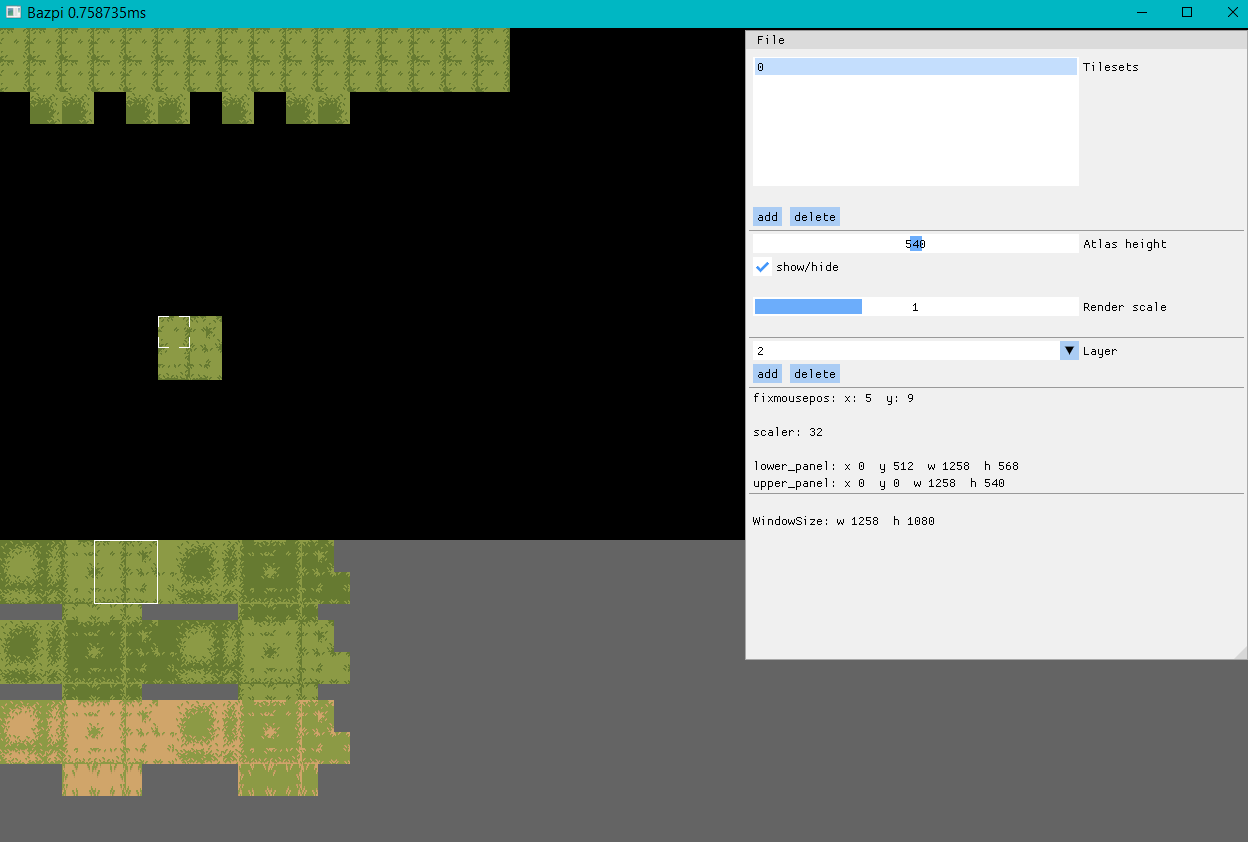 Bazpi 0.758735ms
File
0 Tilesets
add delete
540 Atlas height
show/hide
1 Render scale
2 Layer
add delete
fixmousepos: x: 5 y: 9
scaler: 32
lower_panel: x 0 y 512 w 1258 h 568
upper_panel: x 0 y 0 w 1258 h 540
WindowSize: w 1258 h 1080